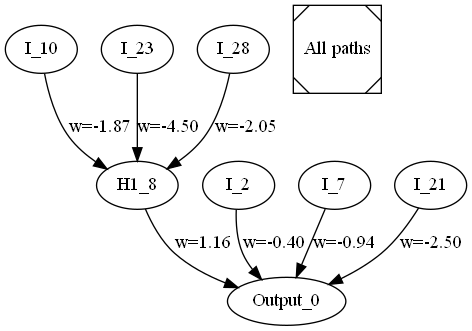 I_10
I_23
I_28
All paths
w=-1.87
w=-4.50
w=-2.05
H1_8
I_2
I_7
I_21
w=1.16
w=-0.40
w=-0.94
w=-2.50
Output_0